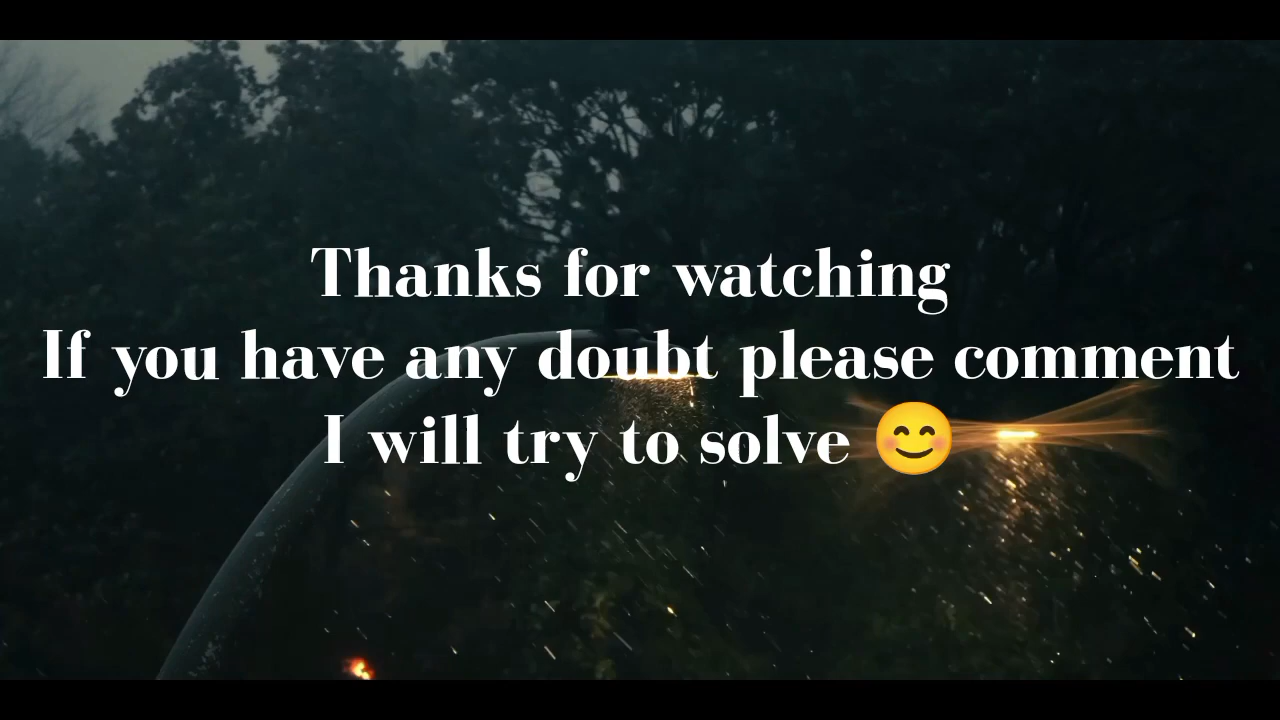 Thanks for watching
If you have any doubt please comment
I will try to solve 😊